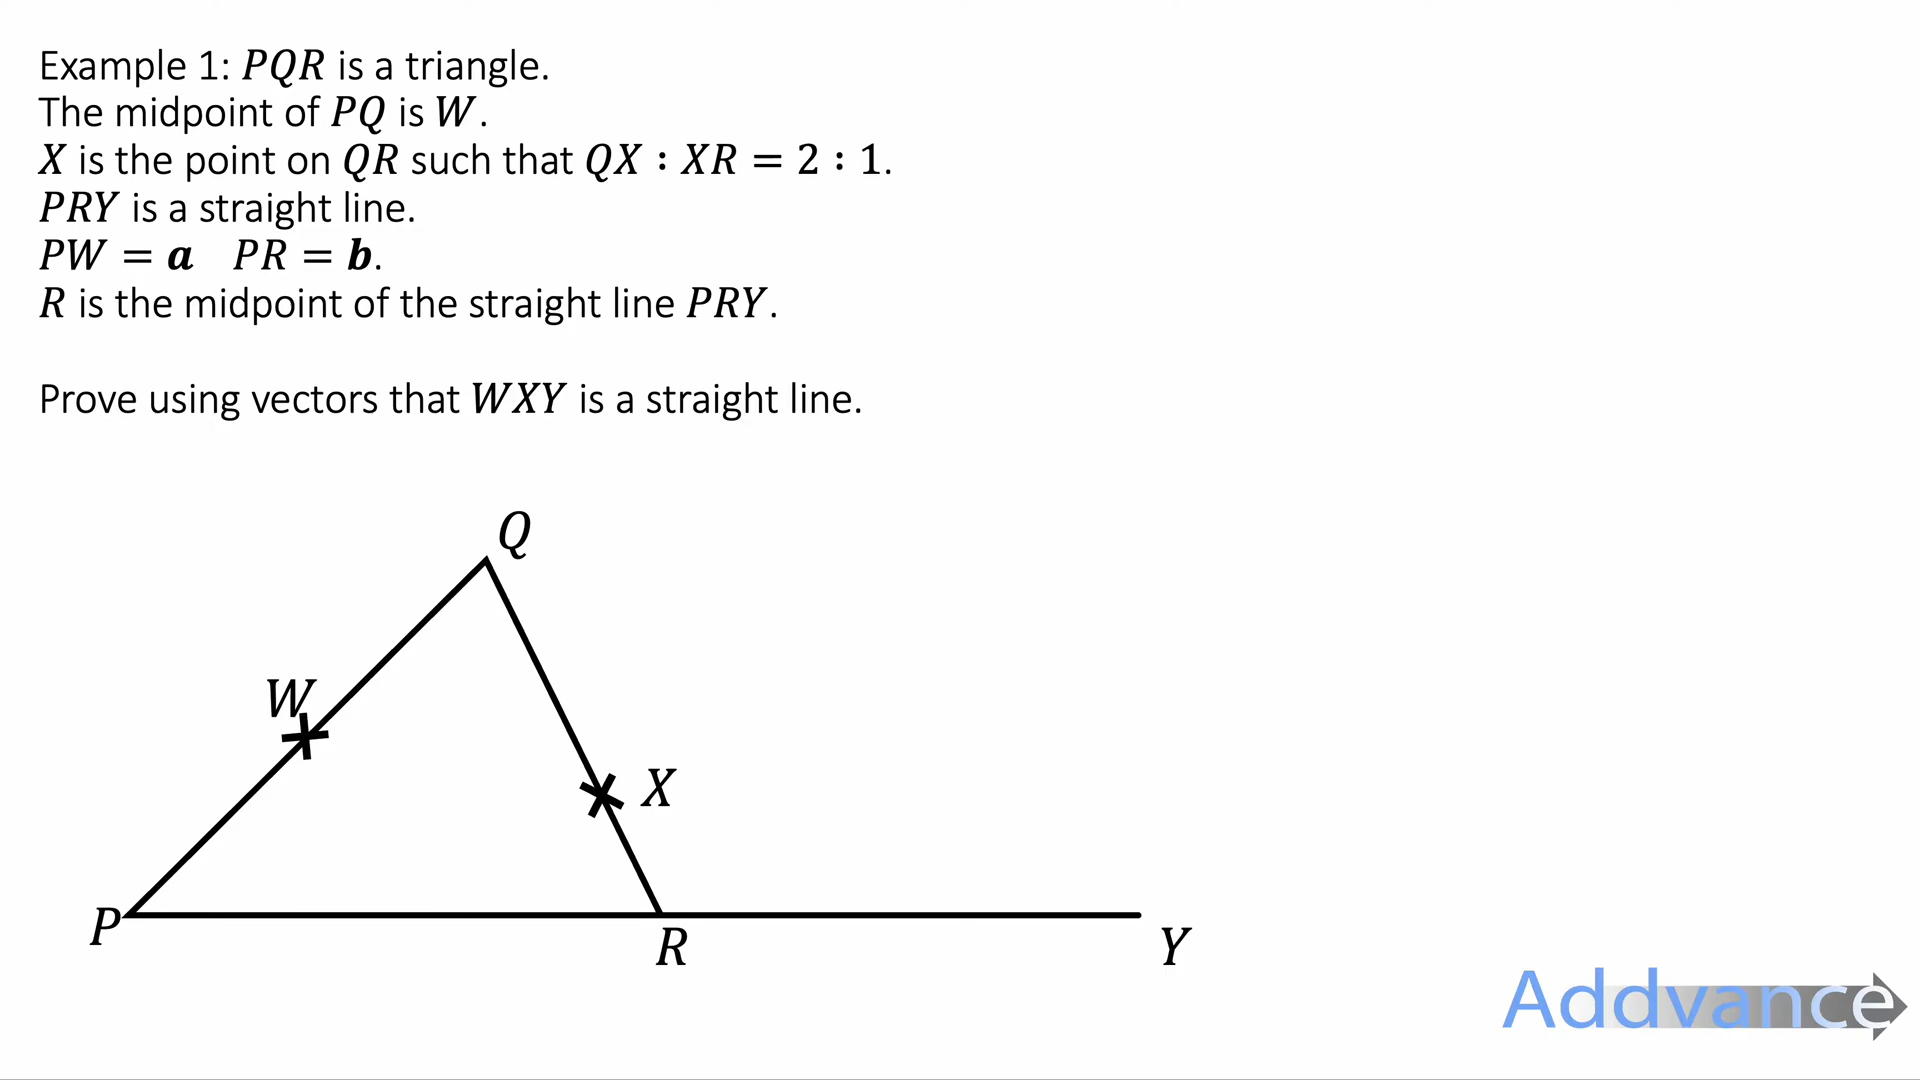 Example 1: PQR is a triangle.
The midpoint of PQ is W.
X is the point on QR such that QX : XR = 2 : 1.
PRY is a straight line.
PW = a PR = b.
R is the midpoint of the straight line PRY.
Prove using vectors that WXY is a straight line.
Q
W
X
P
R
Y
Addvance